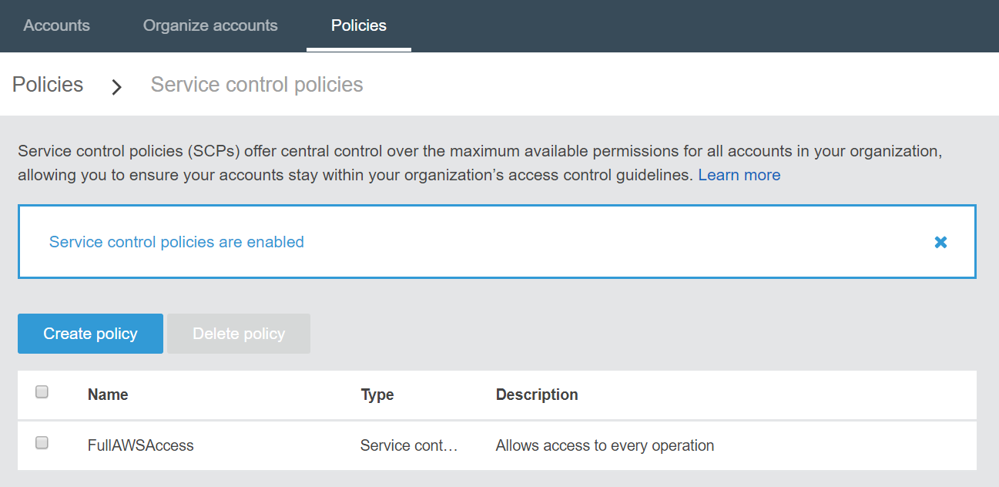 Accounts Organize accounts Policies
Policies Service control policies
Service control policies (SCPs) offer central control over the maximum available permissions for all accounts in your organization,
allowing you to ensure your accounts stay within your organization’s access control guidelines. Learn more
Service control policies are enabled
Create policy Delete policy
Name Type Description
FullAWSAccess Service cont… Allows access to every operation